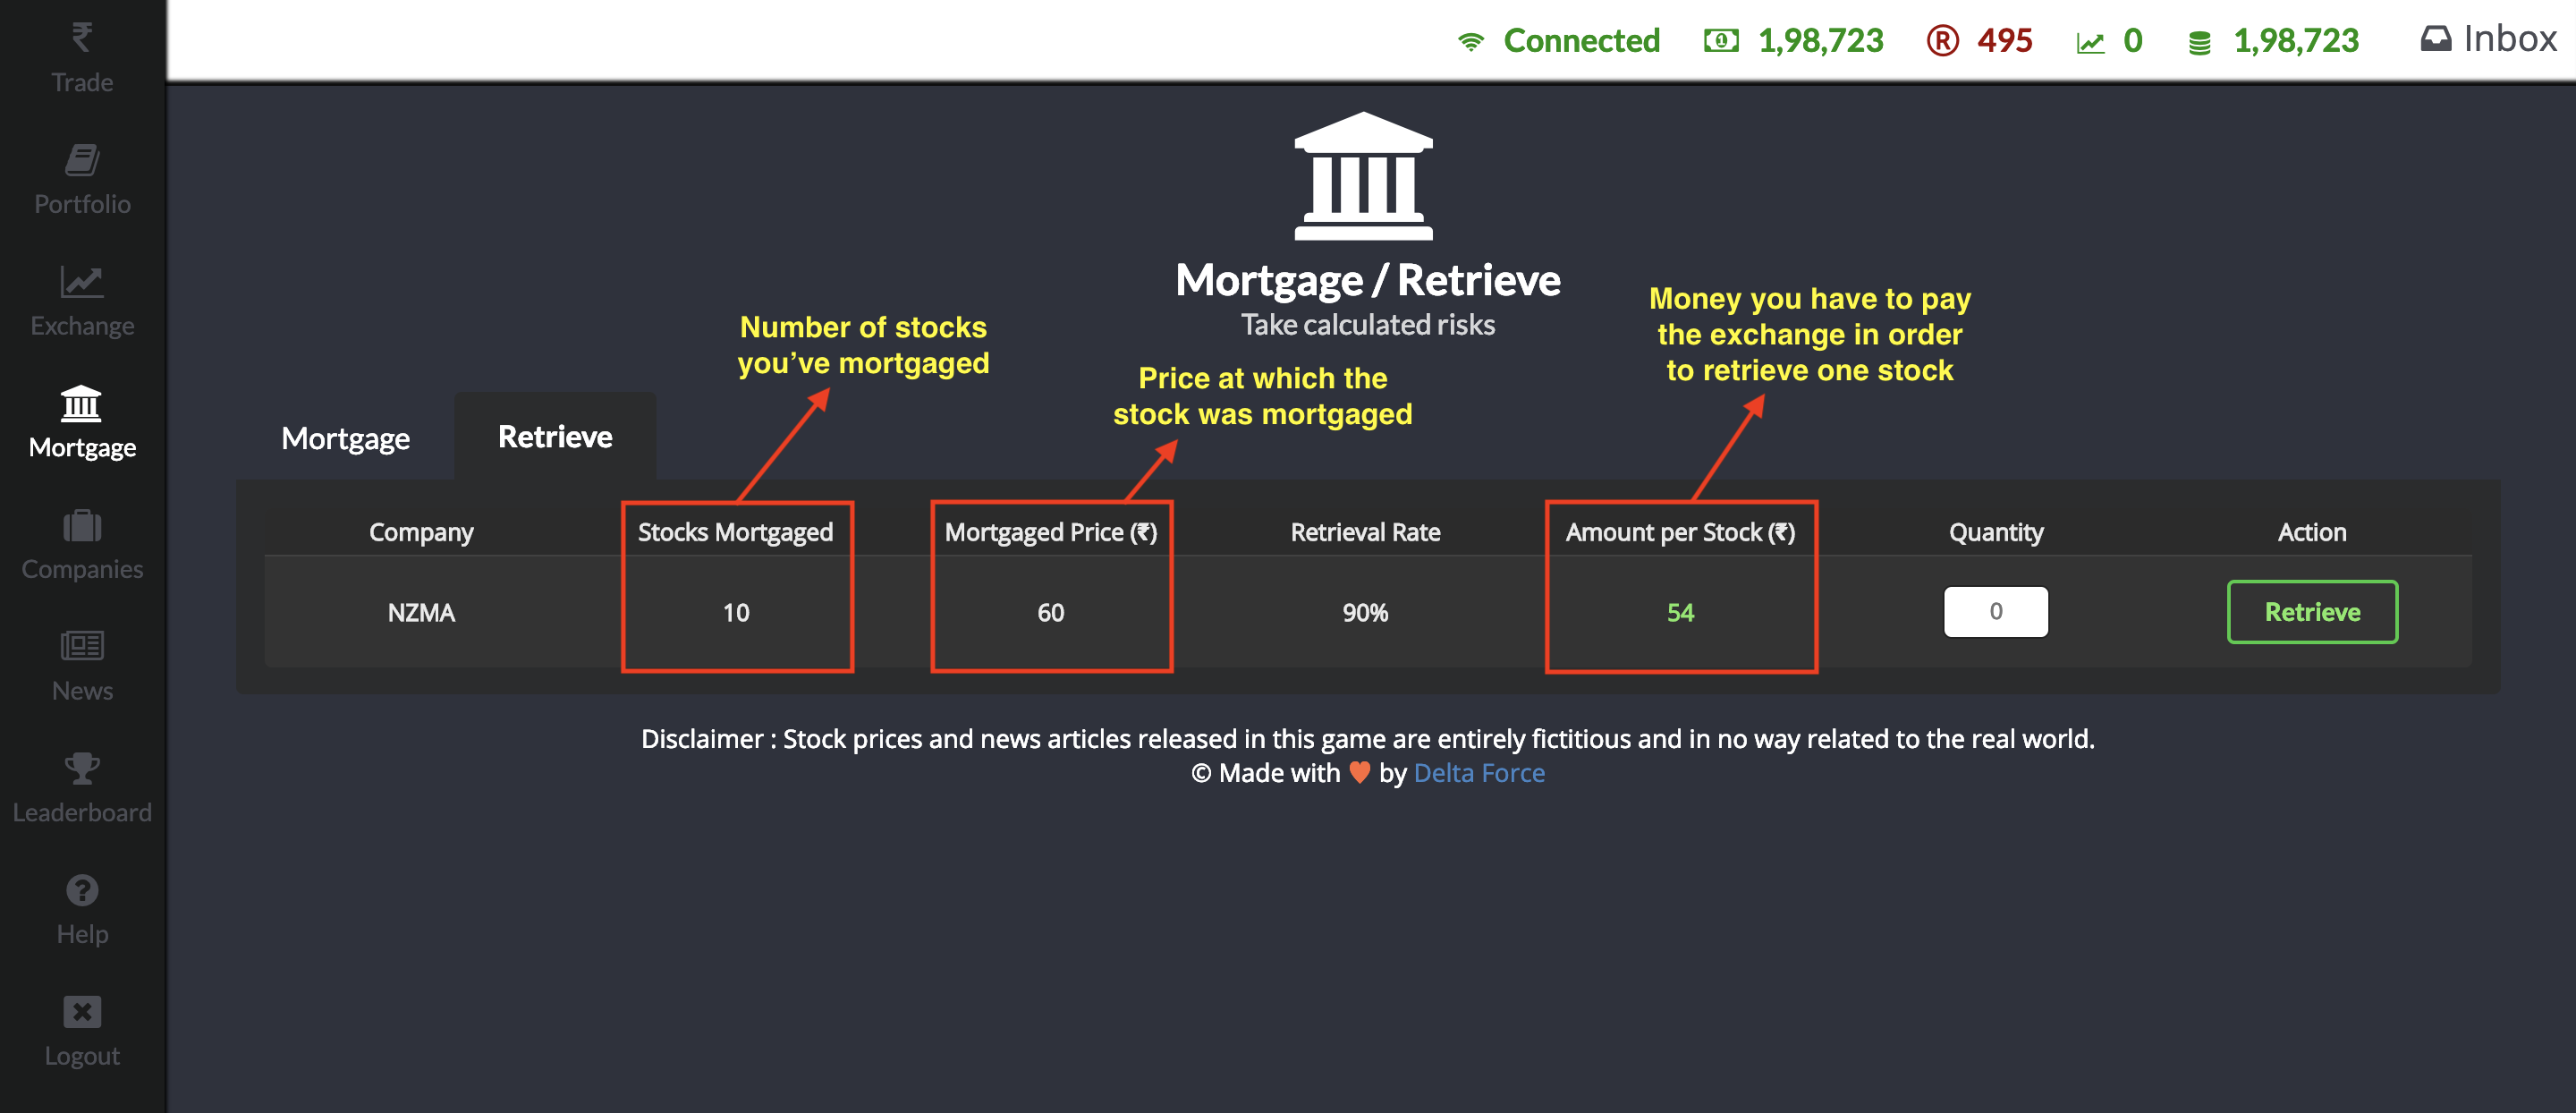 Connected 1,98,723 R 495 0 1,98,723 Inbox
Trade
Portfolio
Exchange
Mortgage
Companies
News
Leaderboard
Help
Logout
Mortgage / Retrieve
Take calculated risks
Number of stocks
you’ve mortgaged
Price at which the
stock was mortgaged
Money you have to pay
the exchange in order
to retrieve one stock
Mortgage Retrieve
Company Stocks Mortgaged Mortgaged Price (₹) Retrieval Rate Amount per Stock (₹) Quantity Action
NZMA 10 60 90% 54 0 Retrieve
Disclaimer : Stock prices and news articles released in this game are entirely fictitious and in no way related to the real world.
© Made with 🧡 by Delta Force